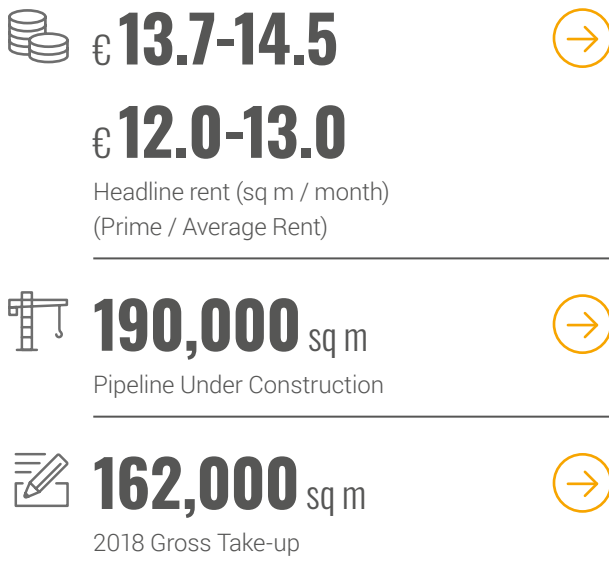 € 13.7-14.5
€ 12.0-13.0
Headline rent (sq m / month)
(Prime / Average Rent)
190,000 sq m
Pipeline Under Construction
162,000 sq m
2018 Gross Take-up